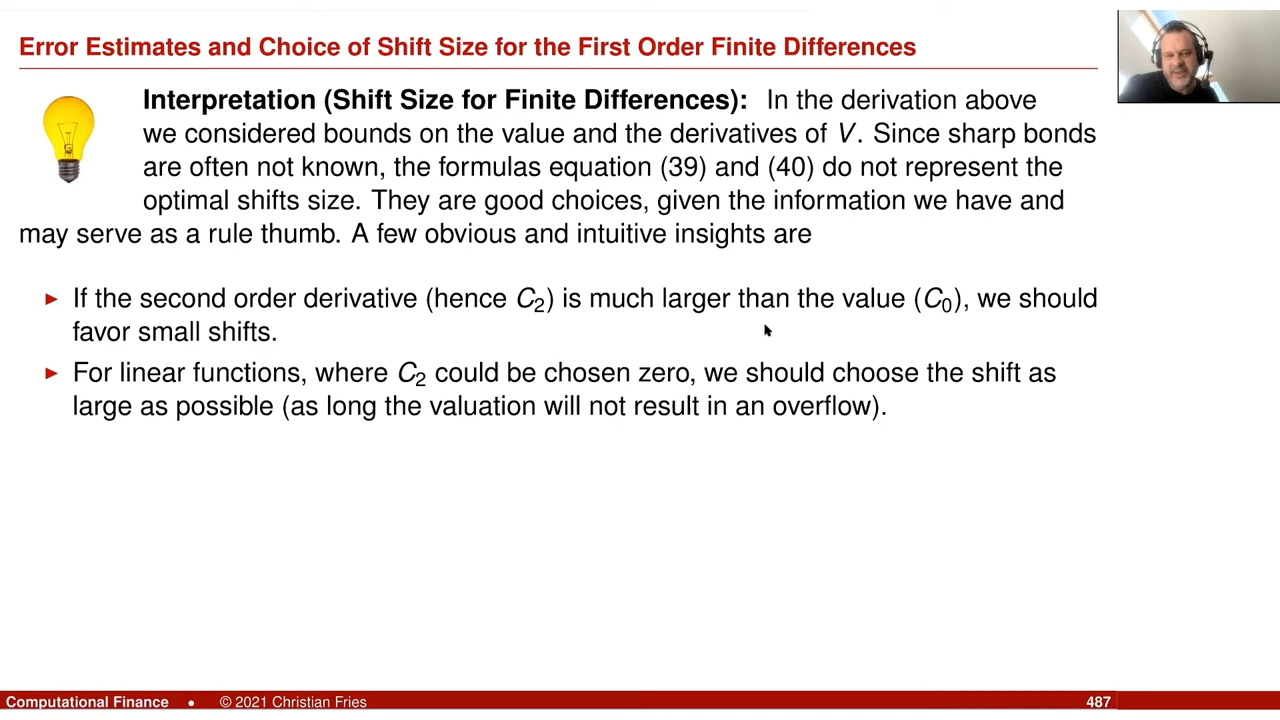 Error Estimates and Choice of Shift Size for the First Order Finite Differences
Interpretation (Shift Size for Finite Differences): In the derivation above
we considered bounds on the value and the derivatives of V. Since sharp bonds
are often not known, the formulas equation (39) and (40) do not represent the
optimal shifts size. They are good choices, given the information we have and
may serve as a rule thumb. A few obvious and intuitive insights are
▶ If the second order derivative (hence C₂) is much larger than the value (C₀), we should
favor small shifts.
▶ For linear functions, where C₂ could be chosen zero, we should choose the shift as
large as possible (as long the valuation will not result in an overflow).
Computational Finance • © 2021 Christian Fries 487